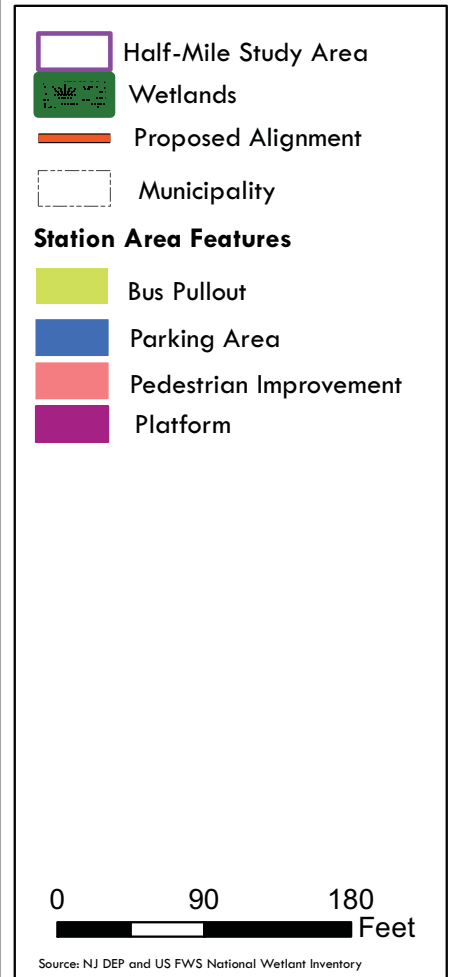 Half-Mile Study Area
Wetlands
Proposed Alignment
Municipality
Station Area Features
Bus Pullout
Parking Area
Pedestrian Improvement
Platform
0 90 180
Feet
Source: NJ DEP and US FWS National Wetlant Inventory